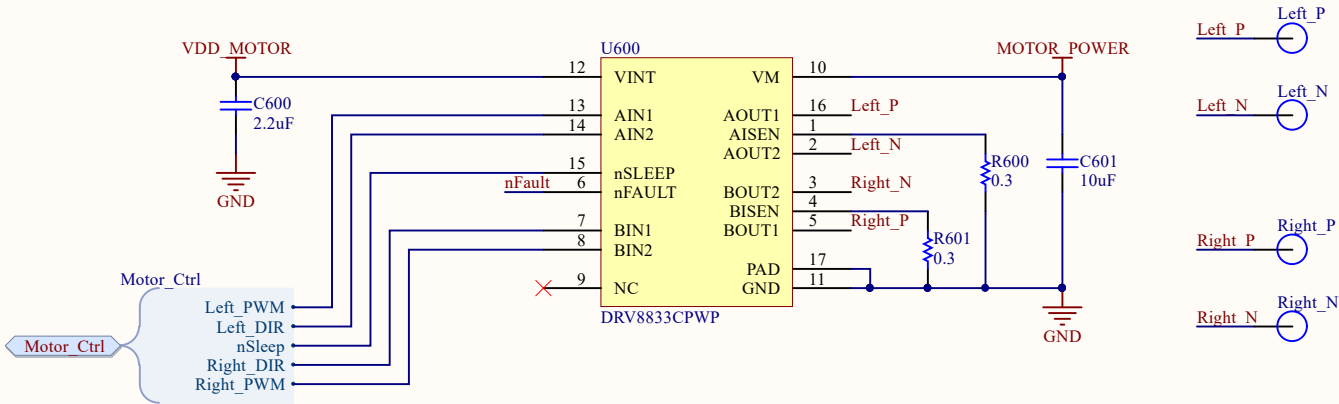 VDD_MOTOR
C600
2.2uF
GND
U600
12
VINT
13
AIN1
14
AIN2
15
nSLEEP
nFault
6
nFAULT
7
BIN1
8
BIN2
9
NC
VM
10
AOUT1
16
Left_P
AISEN
1
AOUT2
2
Left_N
BOUT2
3
Right_N
BISEN
4
BOUT1
5
Right_P
PAD
17
GND
11
DRV8833CPWP
MOTOR_POWER
R600
0.3
C601
10uF
R601
0.3
GND
Motor_Ctrl
Left_PWM
Left_DIR
nSleep
Right_DIR
Right_PWM
Motor_Ctrl
Left_P
Left_P
Left_N
Left_N
Right_P
Right_P
Right_N
Right_N